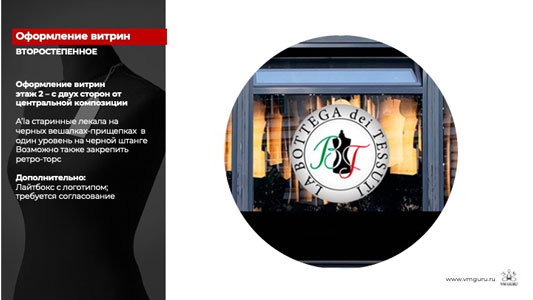 Оформление витрин
ВТОРОСТЕПЕННОЕ
Оформление витрин
этаж 2 – с двух сторон от
центральной композиции
A'la старинные лекала на
черных вешалках-прищепках в
один уровень на черной штанге
Возможно также закрепить
ретро-торс
Дополнительно:
Лайтбокс с логотипом;
требуется согласование
LA BOTTEGA dei TESSUTI
BT
www.vmguru.ru
VM GURU